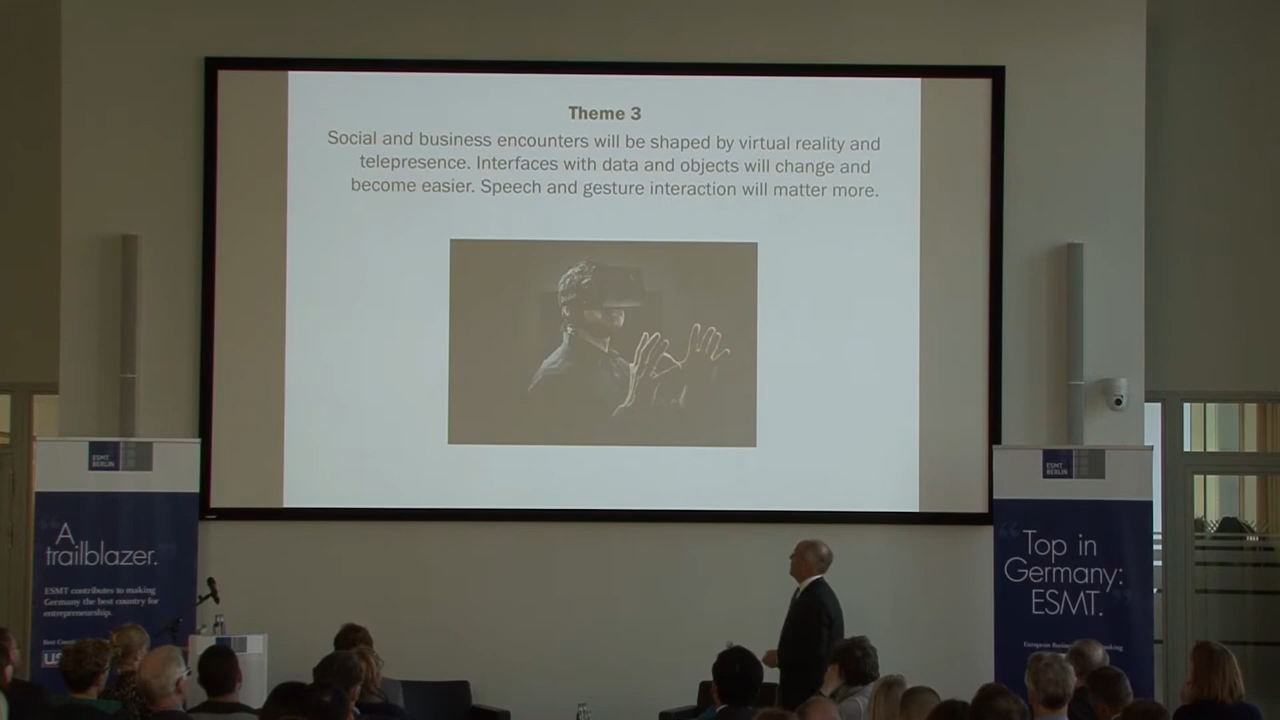 Theme 3
Social and business encounters will be shaped by virtual reality and
telepresence. Interfaces with data and objects will change and
become easier. Speech and gesture interaction will matter more.
ESMT
BERLIN
“A
trailblazer.
ESMT contributes to making
Germany the best country for
entrepreneurship.
ESMT
BERLIN
“Top in
Germany:
ESMT.
European Business